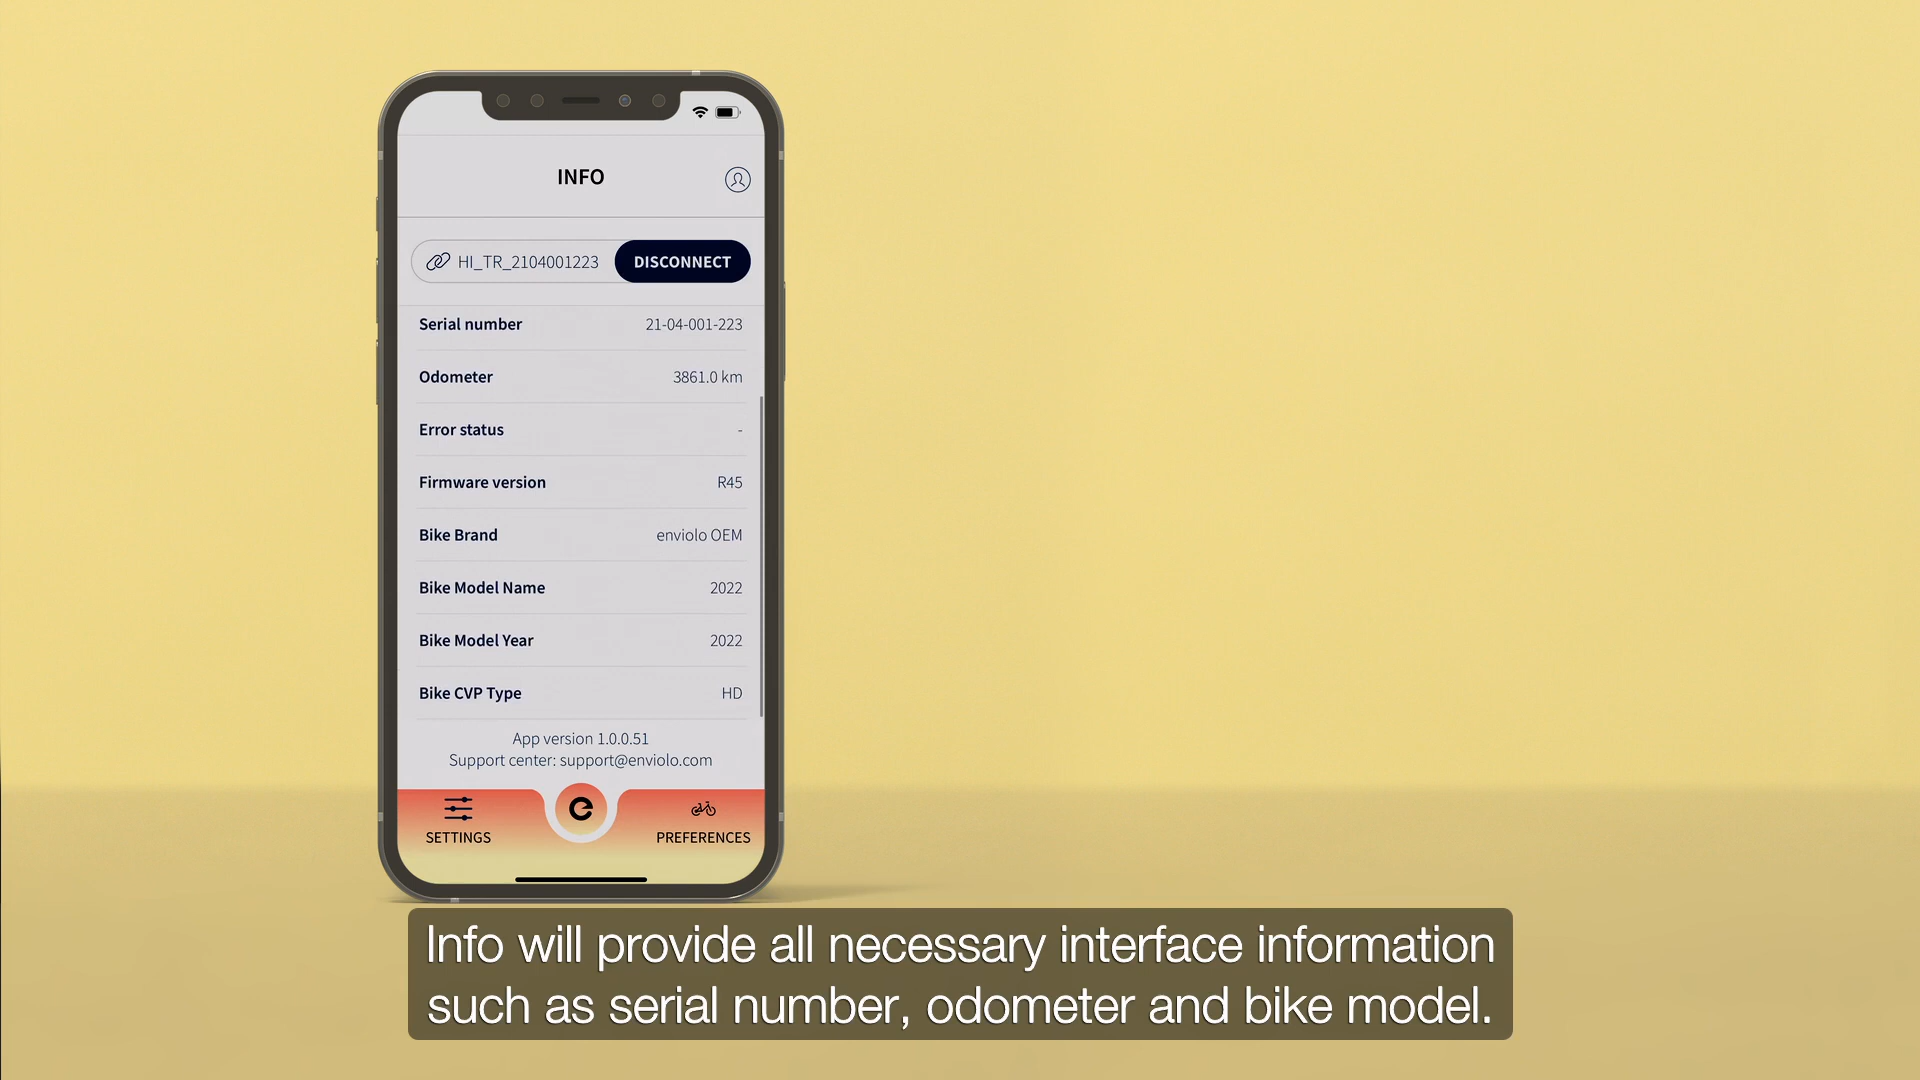 INFO
HI_TR_2104001223 DISCONNECT
Serial number 21-04-001-223
Odometer 3861.0 km
Error status -
Firmware version R45
Bike Brand enviolo OEM
Bike Model Name 2022
Bike Model Year 2022
Bike CVP Type HD
App version 1.0.0.51
Support center: support@enviolo.com
SETTINGS PREFERENCES
Info will provide all necessary interface information
such as serial number, odometer and bike model.